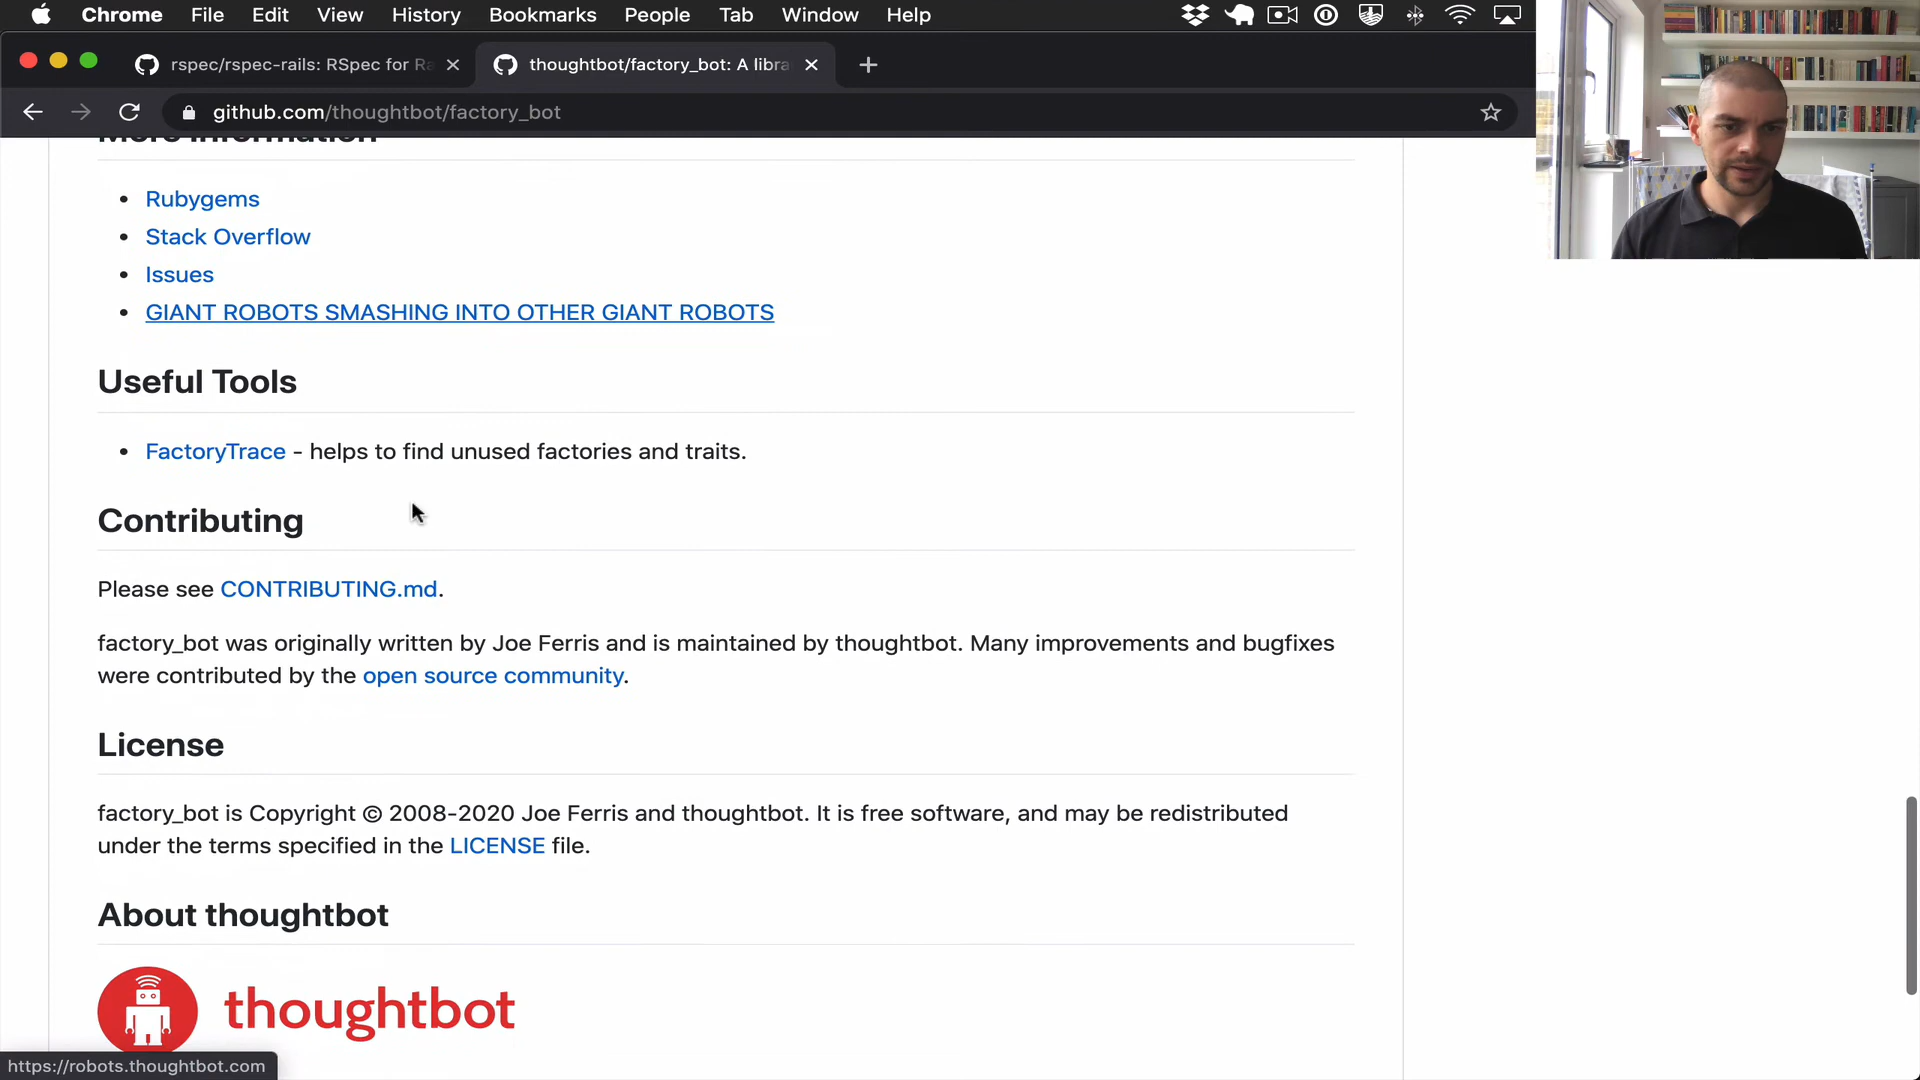 Chrome File Edit View History Bookmarks People Tab Window Help
rspec/rspec-rails: RSpec for Ra
thoughtbot/factory_bot: A libra
github.com/thoughtbot/factory_bot
More Information
Rubygems
Stack Overflow
Issues
GIANT ROBOTS SMASHING INTO OTHER GIANT ROBOTS
Useful Tools
FactoryTrace - helps to find unused factories and traits.
Contributing
Please see CONTRIBUTING.md.
factory_bot was originally written by Joe Ferris and is maintained by thoughtbot. Many improvements and bugfixes
were contributed by the open source community.
License
factory_bot is Copyright © 2008-2020 Joe Ferris and thoughtbot. It is free software, and may be redistributed
under the terms specified in the LICENSE file.
About thoughtbot
thoughtbot
https://robots.thoughtbot.com